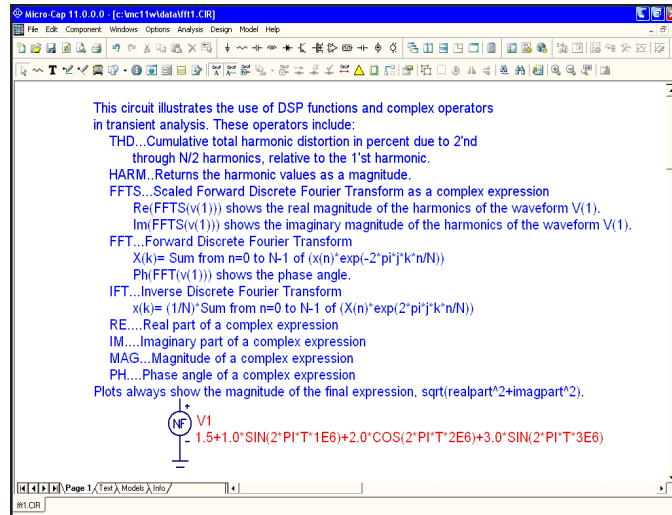 Micro-Cap 11.0.0.0 - [c:\mc11w\data\fft1.CIR]
File Edit Component Windows Options Analysis Design Model Help
This circuit illustrates the use of DSP functions and complex operators
in transient analysis. These operators include:
THD...Cumulative total harmonic distortion in percent due to 2'nd
through N/2 harmonics, relative to the 1'st harmonic.
HARM..Returns the harmonic values as a magnitude.
FFTS...Scaled Forward Discrete Fourier Transform as a complex expression
Re(FFTS(v(1))) shows the real magnitude of the harmonics of the waveform V(1).
Im(FFTS(v(1))) shows the imaginary magnitude of the harmonics of the waveform V(1).
FFT...Forward Discrete Fourier Transform
X(k)= Sum from n=0 to N-1 of (x(n)*exp(-2*pi*j*k*n/N))
Ph(FFT(v(1))) shows the phase angle.
IFT...Inverse Discrete Fourier Transform
x(k)= (1/N)*Sum from n=0 to N-1 of (X(n)*exp(2*pi*j*k*n/N))
RE....Real part of a complex expression
IM....Imaginary part of a complex expression
MAG...Magnitude of a complex expression
PH....Phase angle of a complex expression
Plots always show the magnitude of the final expression, sqrt(realpart^2+imagpart^2).
+
NF V1
- 1.5+1.0*SIN(2*PI*T*1E6)+2.0*COS(2*PI*T*2E6)+3.0*SIN(2*PI*T*3E6)
Page 1 Text Models Info
fft1.CIR